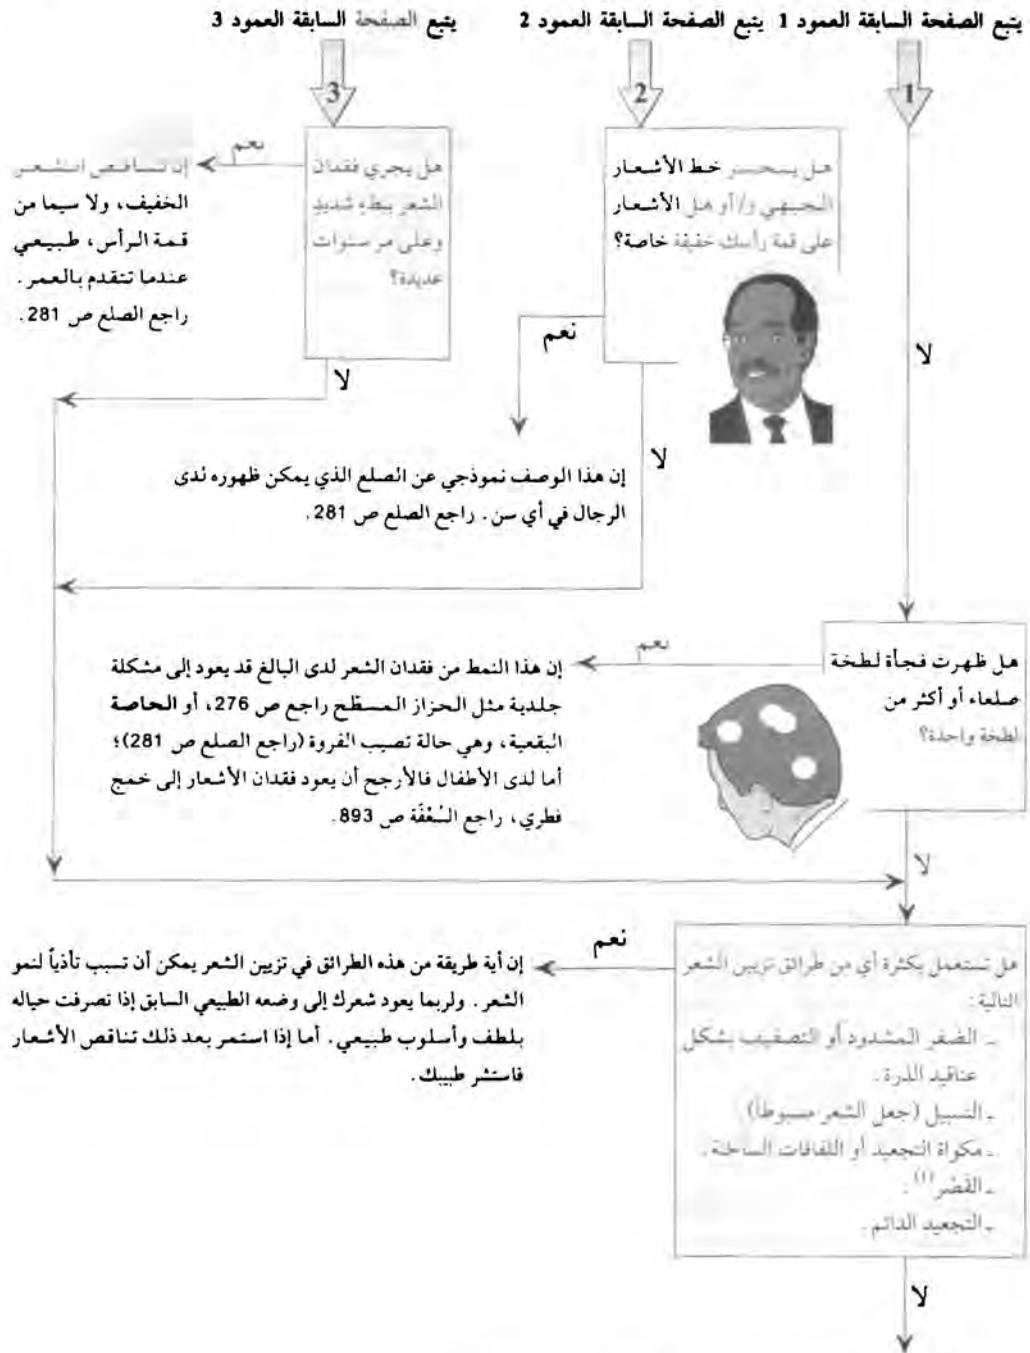 يتبع الصفحة السابقة العمود 1
يتبع الصفحة السابقة العمود 2
يتبع الصفحة السابقة العمود 3
1
2
3
هل ينحسر خط الأشعار
الجبهي و/أو هل الأشعار
على قمة رأسك خفيفة خاصة؟
نعم
لا
هل يجري فقدان
الشعر ببطء شديد
وعلى مر سنوات
عديدة؟
نعم
إن تساقص الشعر
الخفيف، ولا سيما من
قمة الرأس، طبيعي
عندما تتقدم بالعمر.
راجع الصلع ص 281.
لا
لا
إن هذا الوصف نموذجي عن الصلع الذي يمكن ظهوره لدى
الرجال في أي سن. راجع الصلع ص 281.
هل ظهرت فجأة لطخة
صلعاء أو أكثر من
لطخة واحدة؟
نعم
إن هذا النمط من فقدان الشعر لدى البالغ قد يعود إلى مشكلة
جلدية مثل الحزاز المسطح راجع ص 276، أو الحاصة
البقعية، وهي حالة تصيب الفروة (راجع الصلع ص 281)؛
أما لدى الأطفال فالأرجح أن يعود فقدان الأشعار إلى خمج
فطري، راجع السُعْفَة ص 893.
لا
هل تستعمل بكثرة أي من طرائق تزيين الشعر
التالية:
ـ الضفر المشدود أو التصفيف بشكل
عناقيد الذرة.
ـ التسبيل (جعل الشعر مسبوطاً)
ـ مكواة التجعيد أو اللفافات الساخنة.
ـ القَصْر(1).
ـ التجعيد الدائم.
نعم
إن أية طريقة من هذه الطرائق في تزيين الشعر يمكن أن تسبب تأذياً لنمو
الشعر. ولربما يعود شعرك إلى وضعه الطبيعي السابق إذا تصرفت حياله
بلطف وأسلوب طبيعي. أما إذا استمر بعد ذلك تناقص الأشعار
فاستشر طبيبك.
لا